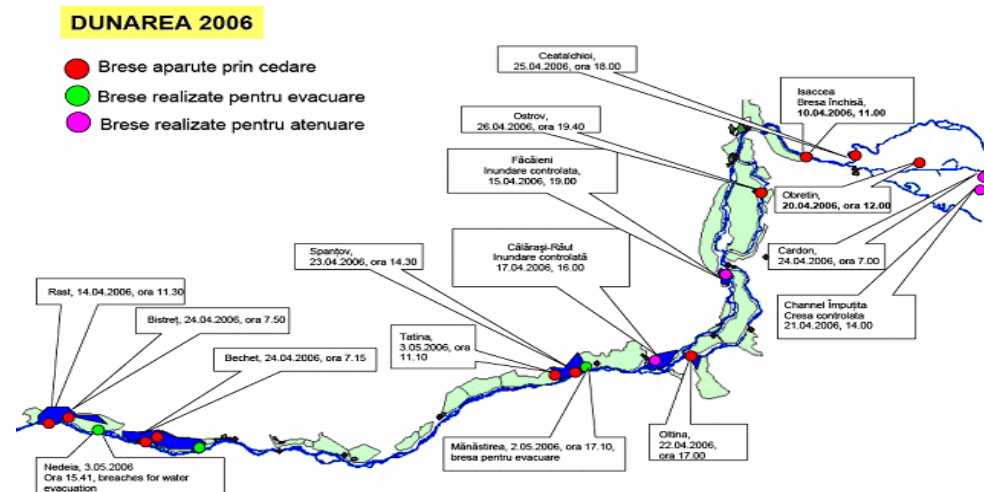 DUNAREA 2006
Brese aparute prin cedare
Brese realizate pentru evacuare
Brese realizate pentru atenuare
Ceatalchioi,
25.04.2006, ora 18.00
Isaccea
Bresa închisă,
10.04.2006, 11.00
Ostrov,
26.04.2006, ora 19.40
Făcăieni
Inundare controlata,
15.04.2006, 19.00
Obretin,
20.04.2006, ora 12.00
Călărași-Râul
Inundare controlată
17.04.2006, 16.00
Spanțov,
23.04.2006, ora 14.30
Cardon,
24.04.2006, ora 7.00
Rast, 14.04.2006, ora 11.30
Bistreț, 24.04.2006, ora 7.50
Channel Împuțita
Cresa controlata
21.04.2006, 14.00
Tatina,
3.05.2006, ora
11.10
Bechet, 24.04.2006, ora 7.15
Mănăstirea, 2.05.2006, ora 17.10,
bresa pentru evacuare
Oltina,
22.04.2006,
ora 17.00
Nedeia, 3.05.2006
Ora 15.41, breaches for water
evacuation